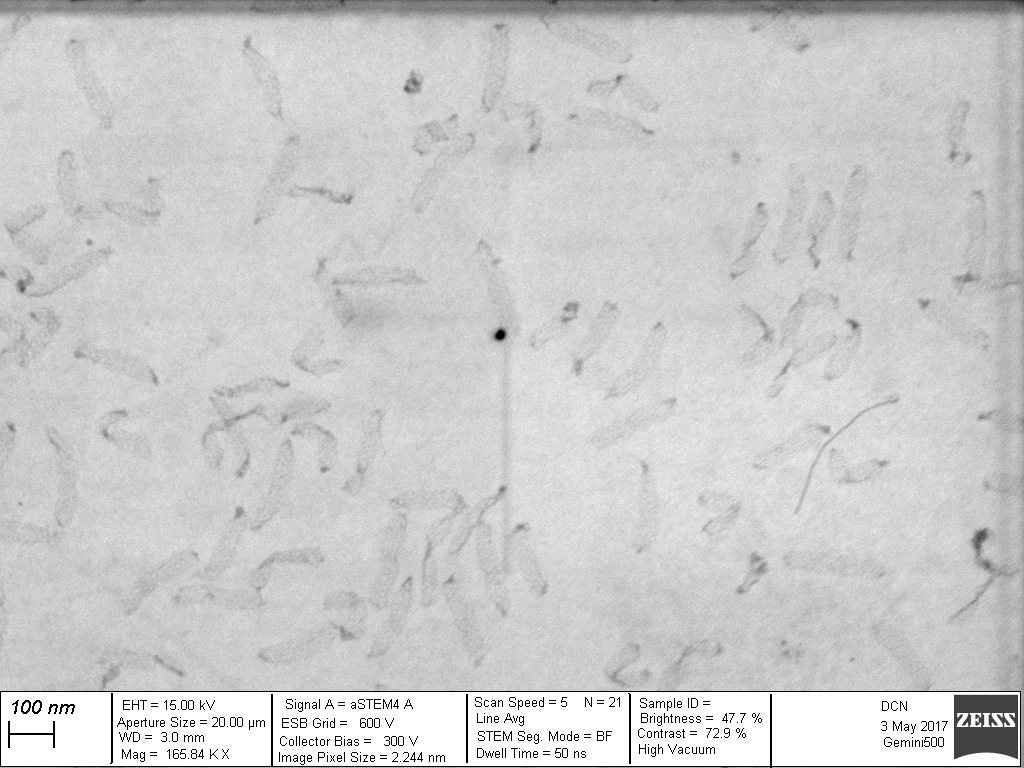 100 nm
EHT = 15.00 kV
Aperture Size = 20.00 µm
WD = 3.0 mm
Mag = 165.84 K X
Signal A = aSTEM4 A
ESB Grid = 600 V
Collector Bias = 300 V
Image Pixel Size = 2.244 nm
Scan Speed = 5 N = 21
Line Avg
STEM Seg. Mode = BF
Dwell Time = 50 ns
Sample ID =
Brightness = 47.7 %
Contrast = 72.9 %
High Vacuum
DCN
3 May 2017
Gemini500
ZEISS